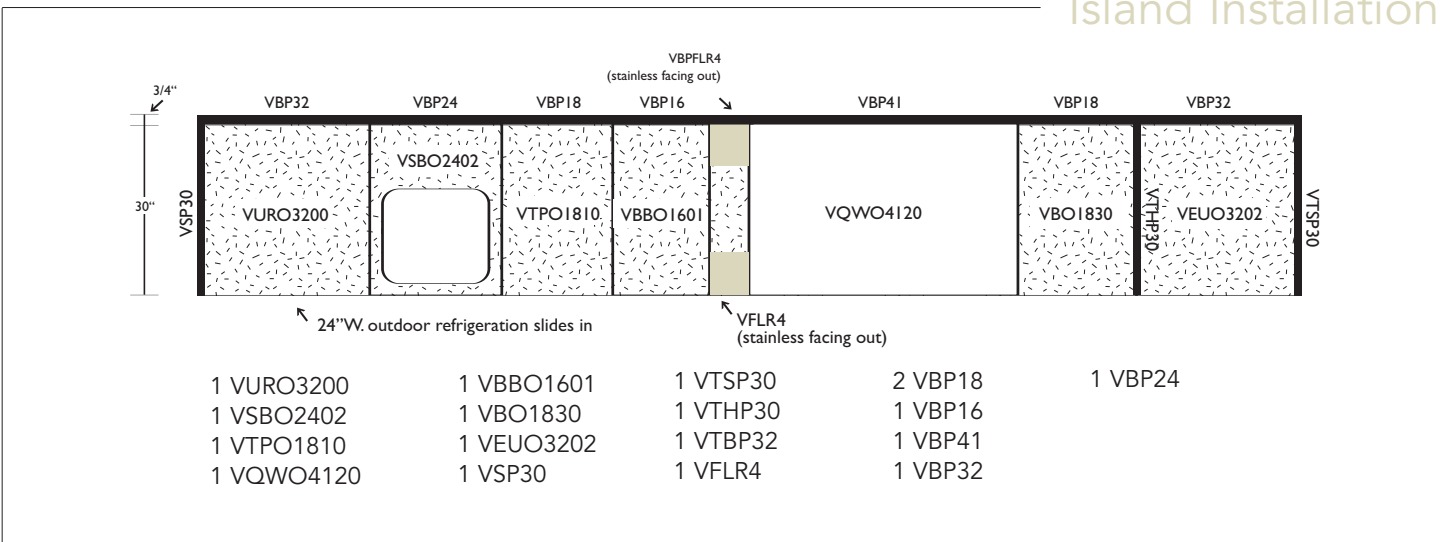 Island Installation
VBPFLR4
(stainless facing out)
3/4“
VBP32 VBP24 VBP18 VBP16 VBP41 VBP18 VBP32
30“
VSP30
VURO3200
VSBO2402
VTPO1810
VBBO1601
VQWO4120
VBO1830
VTHP30
VEUO3202
VTSP30
24”W. outdoor refrigeration slides in
VFLR4
(stainless facing out)
1 VURO3200
1 VSBO2402
1 VTPO1810
1 VQWO4120
1 VBBO1601
1 VBO1830
1 VEUO3202
1 VSP30
1 VTSP30
1 VTHP30
1 VTBP32
1 VFLR4
2 VBP18
1 VBP16
1 VBP41
1 VBP32
1 VBP24